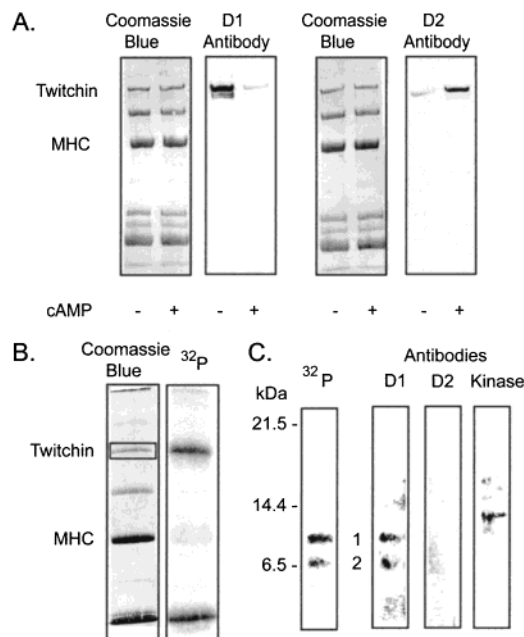 A.
Coomassie Blue
D1 Antibody
Coomassie Blue
D2 Antibody
Twitchin
MHC
cAMP - + - + - + - +
B.
Coomassie Blue
32P
Twitchin
MHC
C.
Antibodies
32P D1 D2 Kinase
kDa
21.5 -
14.4 -
6.5 -
1
2